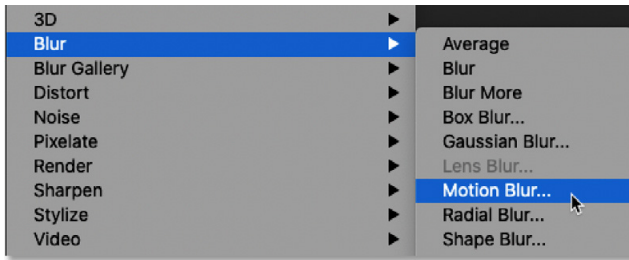 3D
Blur
Blur Gallery
Distort
Noise
Pixelate
Render
Sharpen
Stylize
Video
Average
Blur
Blur More
Box Blur...
Gaussian Blur...
Lens Blur...
Motion Blur...
Radial Blur...
Shape Blur...